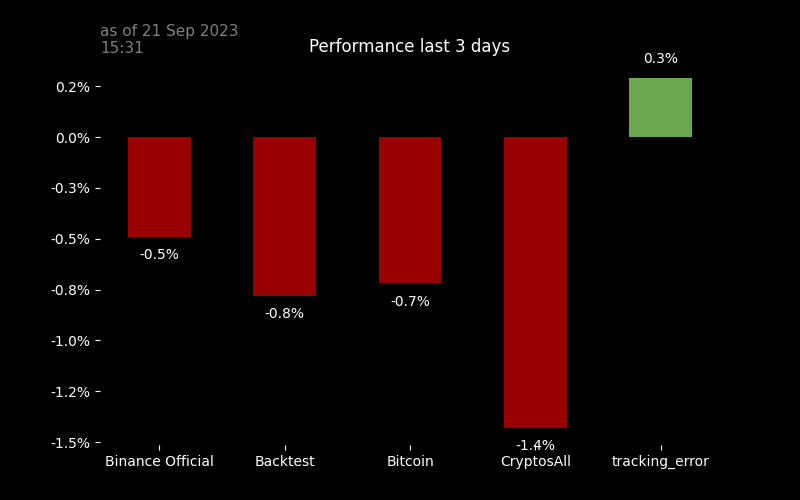 as of 21 Sep 2023
15:31
Performance last 3 days
0.3%
0.2%
0.0%
-0.3%
-0.5%
-0.5%
-0.8%
-0.8%
-0.7%
-1.0%
-1.2%
-1.5%
-1.4%
Binance Official
Backtest
Bitcoin
CryptosAll
tracking_error